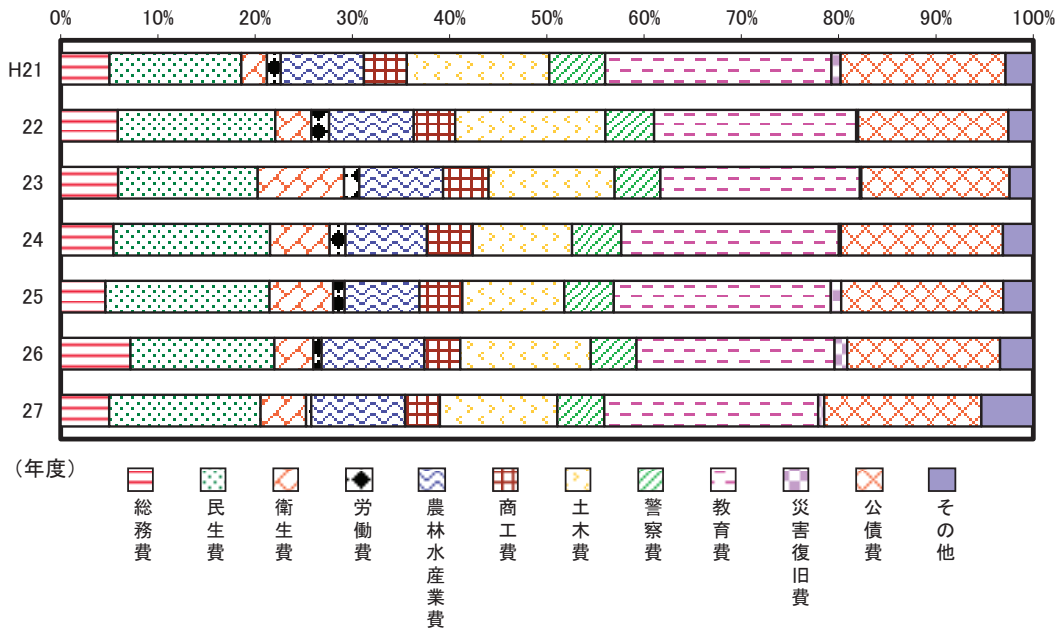 0% 10% 20% 30% 40% 50% 60% 70% 80% 90% 100%
H21
22
23
24
25
26
27
（年度）
総務費
民生費
衛生費
労働費
農林水産業費
商工費
土木費
警察費
教育費
災害復旧費
公債費
その他